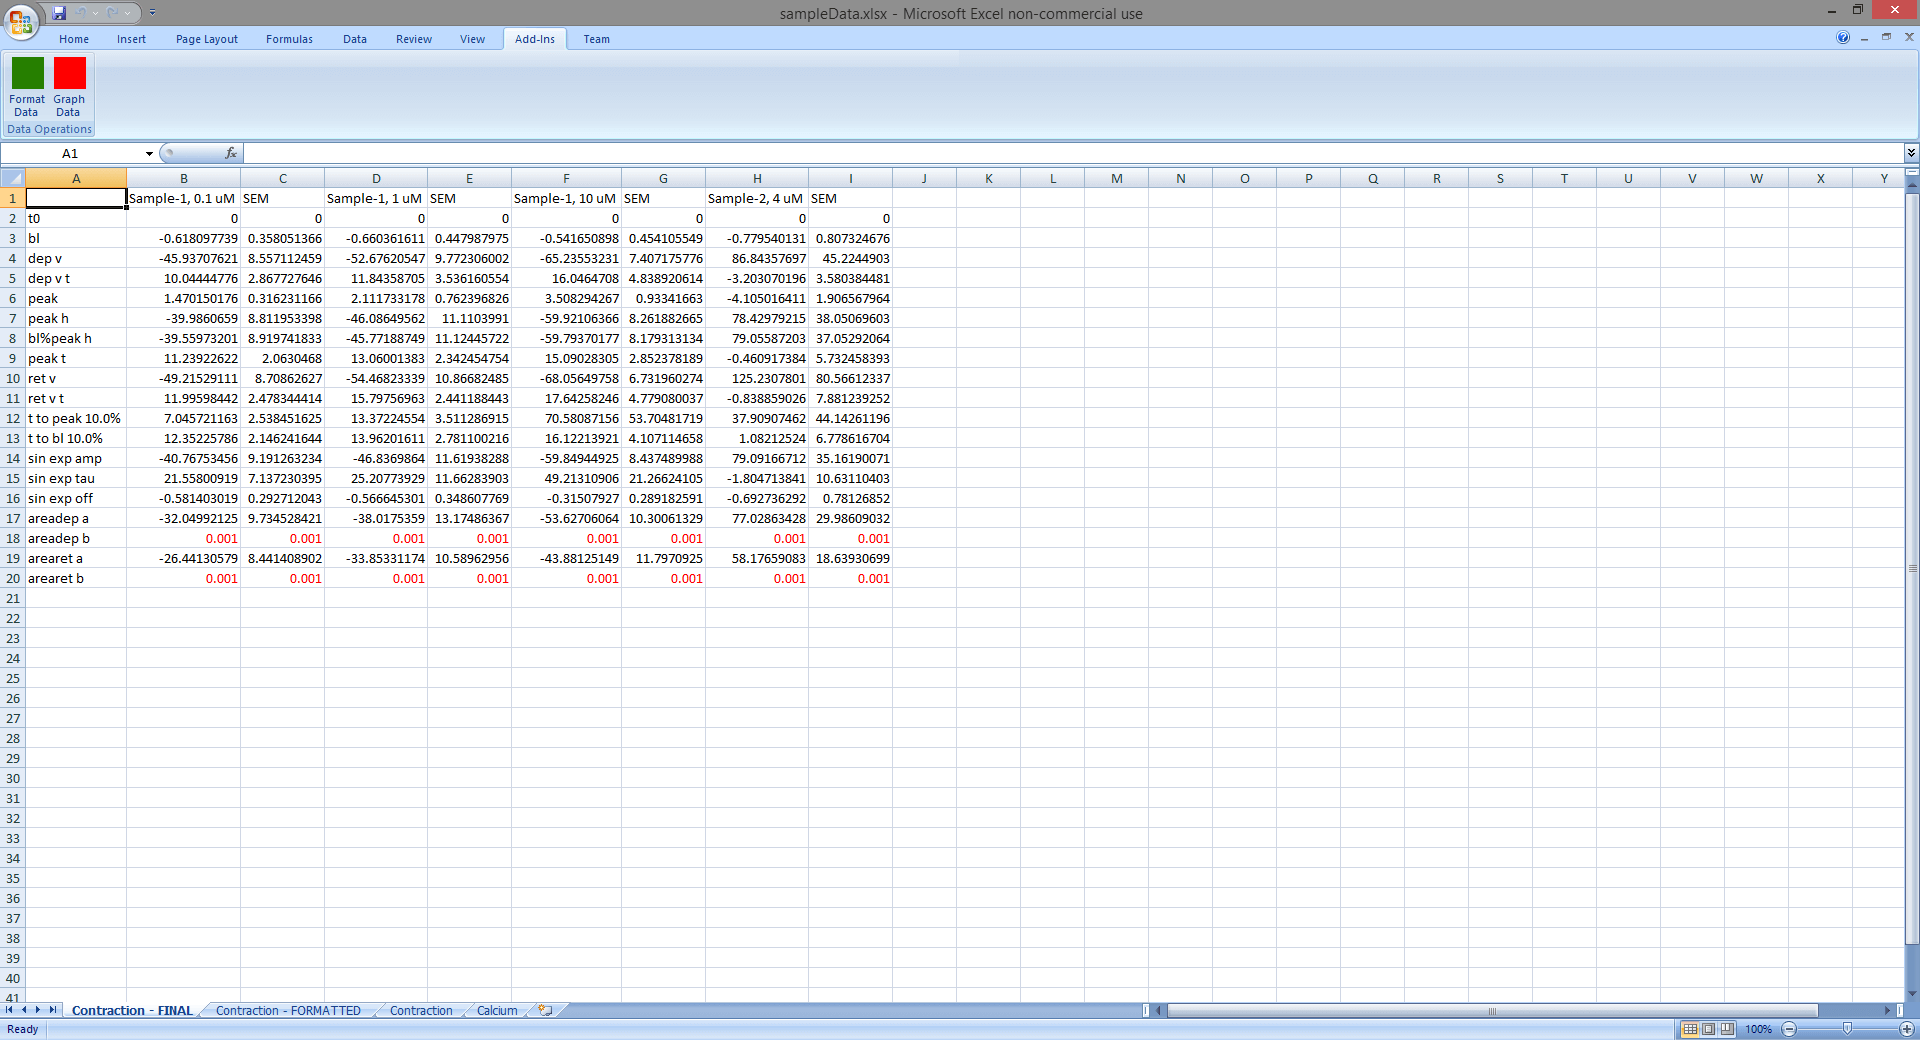 sampleData.xlsx - Microsoft Excel non-commercial use
Home Insert Page Layout Formulas Data Review View Add-Ins Team
Format Data Graph Data
Data Operations
A1 fx
A B C D E F G H I J K L M N O P Q R S T U V W X Y
1 Sample-1, 0.1 uM SEM Sample-1, 1 uM SEM Sample-1, 10 uM SEM Sample-2, 4 uM SEM
2 t0 0 0 0 0 0 0 0 0
3 bl -0.618097739 0.358051366 -0.660361611 0.447987975 -0.541650898 0.454105549 -0.779540131 0.807324676
4 dep v -45.93707621 8.557112459 -52.67620547 9.772306002 -65.23553231 7.407175776 86.84357697 45.2244903
5 dep v t 10.04444776 2.867727646 11.84358705 3.536160554 16.0464708 4.838920614 -3.203070196 3.580384481
6 peak 1.470150176 0.316231166 2.111733178 0.762396826 3.508294267 0.93341663 -4.105016411 1.906567964
7 peak h -39.9860659 8.811953398 -46.08649562 11.1103991 -59.92106366 8.261882665 78.42979215 38.05069603
8 bl%peak h -39.55973201 8.919741833 -45.77188749 11.12445722 -59.79370177 8.179313134 79.05587203 37.05292064
9 peak t 11.23922622 2.0630468 13.06001383 2.342454754 15.09028305 2.852378189 -0.460917384 5.732458393
10 ret v -49.21529111 8.70862627 -54.46823339 10.86682485 -68.05649758 6.731960274 125.2307801 80.56612337
11 ret v t 11.99598442 2.478344414 15.79756963 2.441188443 17.64258246 4.779080037 -0.838859026 7.881239252
12 t to peak 10.0% 7.045721163 2.538451625 13.37224554 3.511286915 70.58087156 53.70481719 37.90907462 44.14261196
13 t to bl 10.0% 12.35225786 2.146241644 13.96201611 2.781100216 16.12213921 4.107114658 1.08212524 6.778616704
14 sin exp amp -40.76753456 9.191263234 -46.8369864 11.61938288 -59.84944925 8.437489988 79.09166712 35.16190071
15 sin exp tau 21.55800919 7.137230395 25.20773929 11.66283903 49.21310906 21.26624105 -1.804713841 10.63110403
16 sin exp off -0.581403019 0.292712043 -0.566645301 0.348607769 -0.31507927 0.289182591 -0.692736292 0.78126852
17 areadep a -32.04992125 9.734528421 -38.0175359 13.17486367 -53.62706064 10.30061329 77.02863428 29.98609032
18 areadep b 0.001 0.001 0.001 0.001 0.001 0.001 0.001 0.001
19 arearet a -26.44130579 8.441408902 -33.85331174 10.58962956 -43.88125149 11.7970925 58.17659083 18.63930699
20 arearet b 0.001 0.001 0.001 0.001 0.001 0.001 0.001 0.001
21
22
23
24
25
26
27
28
29
30
31
32
33
34
35
36
37
38
39
40
41
Contraction - FINAL Contraction - FORMATTED Contraction Calcium
Ready 100%